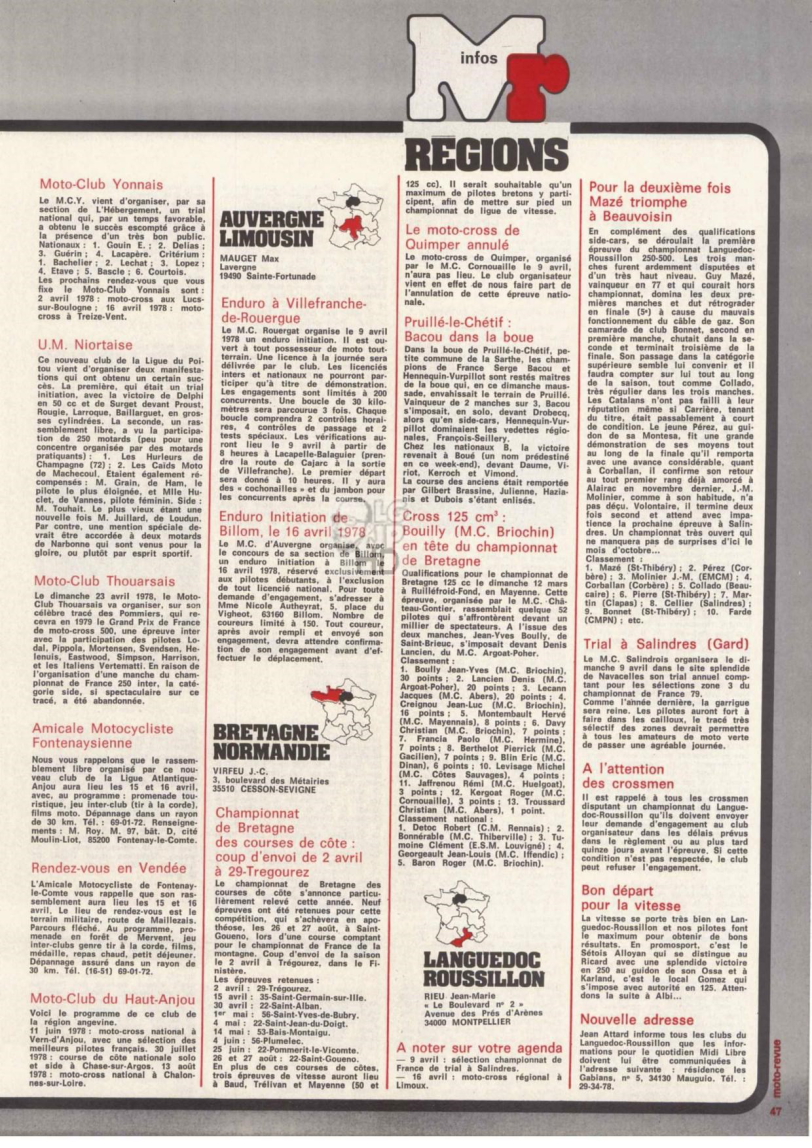 infos
Mr
RÉGIONS
Moto-Club Yonnais
Le M.C.Y. vient d'organiser, par sa
section de L'Hébergement, un trial
national qui, par un temps favorable,
a obtenu le succès escompté grâce à
la présence d'un très bon public.
Nationaux : 1. Gouin E. ; 2. Delias ;
3. Guérin ; 4. Lacapère. Critérium :
1. Bachelier ; 2. Lechat ; 3. Lopez ;
4. Etave ; 5. Bascle ; 6. Courtois.
Les prochains rendez-vous que vous
fixe le Moto-Club Yonnais sont :
2 avril 1978 : moto-cross aux Lucs-
sur-Boulogne ; 16 avril 1978 : moto-
cross à Treize-Vent.
U.M. Niortaise
Ce nouveau club de la Ligue du Poi-
tou vient d'organiser deux manifesta-
tions qui ont obtenu un certain suc-
cès. La première, qui était un trial
initiation, avec la victoire de Delphi
en 50 cc et de Surget devant Proust,
Rougie, Larroque, Baillarguet, en gros-
ses cylindrées. La seconde, un ras-
semblement libre, a vu la participa-
tion de 250 motards (peu pour une
concentre organisée par des motards
pratiquants) : 1. Les Hurleurs de
Champagne (72) ; 2. Les Caïds Moto
de Machecoul. Etaient également ré-
compensés : M. Grain, de Ham, le
pilote le plus éloignée, et Mlle Hu-
clet, de Vannes, pilote féminin. Side :
M. Touhait. Le plus vieux étant une
nouvelle fois M. Juillard, de Loudun.
Par contre, une mention spéciale de-
vrait être accordée à deux motards
de Narbonne qui sont venus pour la
gloire, ou plutôt par esprit sportif.
Moto-Club Thouarsais
Le dimanche 23 avril 1978, le Moto-
Club Thouarsais va organiser, sur son
célèbre tracé des Pommiers, qui re-
cevra en 1979 le Grand Prix de France
de moto-cross 500, une épreuve inter
avec la participation des pilotes Lo-
dal, Pippola, Mortensen, Svendsen, He-
lenuis, Eastwood, Simpson, Harrison,
et les Italiens Vertematti. En raison de
l'organisation d'une manche du cham-
pionnat de France 250 inter, la caté-
gorie side, si spectaculaire sur ce
tracé, a été abandonnée.
Amicale Motocycliste
Fontenaysienne
Nous vous rappelons que le rassem-
blement libre organisé par ce nou-
veau club de la Ligue Atlantique-
Anjou aura lieu les 15 et 16 avril,
avec, au programme : promenade tou-
ristique, jeu inter-club (tir à la corde),
films moto. Dépannage dans un rayon
de 30 km. Tél. : 69-01-72. Renseigne-
ments : M. Roy. M. 97, bât. D, cité
Moulin-Liot, 85200 Fontenay-le-Comte.
Rendez-vous en Vendée
L'Amicale Motocycliste de Fontenay-
le-Comte vous rappelle que son ras-
semblement aura lieu les 15 et 16
avril. Le lieu de rendez-vous est le
terrain militaire, route de Maillezais.
Parcours fléché. Au programme, pro-
menade en forêt de Mervent, jeu
inter-clubs genre tir à la corde, films,
médaille, repas chaud, petit déjeuner.
Dépannage assuré dans un rayon de
30 km. Tél. (16-51) 69-01-72.
Moto-Club du Haut-Anjou
Voici le programme de ce club de
la région angevine.
11 juin 1978 : moto-cross national à
Vern-d'Anjou, avec une sélection des
meilleurs pilotes français. 30 juillet
1978 : course de côte nationale solo
et side à Chase-sur-Argos. 13 août
1978 : moto-cross national à Chalon-
nes-sur-Loire.
AUVERGNE
LIMOUSIN
MAUGET Max
Lavergne
19490 Sainte-Fortunade
Enduro à Villefranche-
de-Rouergue
Le M.C. Rouergat organise le 9 avril
1978 un enduro initiation. Il est ou-
vert à tout possesseur de moto tout-
terrain. Une licence à la journée sera
délivrée par le club. Les licenciés
inters et nationaux ne pourront par-
ticiper qu'à titre de démonstration.
Les engagements sont limités à 200
concurrents. Une boucle de 30 kilo-
mètres sera parcourue 3 fois. Chaque
boucle comprendra 2 contrôles horai-
res, 4 contrôles de passage et 2
tests spéciaux. Les vérifications au-
ront lieu le 9 avril à partir de
8 heures à Lacapelle-Balaguier (pren-
dre la route de Cajarc à la sortie
de Villefranche). Le premier départ
sera donné à 10 heures. Il y aura
des « cochonailles » et du jambon pour
les concurrents après la course.
Enduro Initiation de
Billom, le 16 avril 1978
Le M.C. d'Auvergne organise, avec
le concours de sa section de Billom,
un enduro initiation à Billom le
16 avril 1978, réservé exclusivement
aux pilotes débutants, à l'exclusion
de tout licencié national. Pour toute
demande d'engagement, s'adresser à
Mme Nicole Autheyrat, 5, place du
Vigheof, 63160 Billom. Nombre de
coureurs limité à 150. Tout coureur,
après avoir rempli et envoyé son
engagement, devra attendre confirma-
tion de son engagement avant d'ef-
fectuer le déplacement.
BRETAGNE
NORMANDIE
VIRFEU J.-C.
3, boulevard des Métairies
35510 CESSON-SEVIGNE
Championnat
de Bretagne
des courses de côte :
coup d'envoi de 2 avril
à 29-Tregourez
Le championnat de Bretagne des
courses de côte s'annonce particu-
lièrement relevé cette année. Neuf
épreuves ont été retenues pour cette
compétition, qui s'achèvera en apo-
théose, les 26 et 27 août, à Saint-
Goueno, lors d'une course comptant
pour le championnat de France de la
montagne. Coup d'envoi de la saison
le 2 avril à Trégourez, dans le Fi-
nistère.
Les épreuves retenues :
2 avril : 29-Trégourez.
15 avril : 35-Saint-Germain-sur-Ille.
30 avril : 22-Saint-Alban.
1er mai : 56-Saint-Yves-de-Bubry.
4 mai : 22-Saint-Jean-du-Doigt.
14 mai : 53-Bais-Montaigu.
4 juin : 56-Plumelec.
25 juin : 22-Pommerit-le-Vicomte.
26 et 27 août : 22-Saint-Goueno.
En plus de ces courses de côtes,
trois épreuves de vitesse auront lieu
à Baud, Trélivan et Mayenne (50 et
125 cc). Il serait souhaitable qu'un
maximum de pilotes bretons y parti-
cipent, afin de mettre sur pied un
championnat de ligue de vitesse.
Le moto-cross de
Quimper annulé
Le moto-cross de Quimper, organisé
par le M.C. Cornouaille le 9 avril,
n'aura pas lieu. Le club organisateur
vient en effet de nous faire part de
l'annulation de cette épreuve natio-
nale.
Pruillé-le-Chétif :
Bacou dans la boue
Dans la boue de Pruillé-le-Chétif, pe-
tite commune de la Sarthe, les cham-
pions de France Serge Bacou et
Hennequin-Vurpillot sont restés maîtres
de la boue qui, en ce dimanche maus-
sade, envahissait le terrain de Pruillé.
Vainqueur de 2 manches sur 3, Bacou
s'imposait, en solo, devant Drobecq,
alors qu'en side-cars, Hennequin-Vur-
pillot dominaient les vedettes régio-
nales, François-Seillery.
Chez les nationaux B, la victoire
revenait à Boué (un nom prédestiné
en ce week-end), devant Daume, Vi-
riot, Kerroch et Vimond.
La course des anciens était remportée
par Gilbert Brassine, Julienne, Hazia-
is et Dubois s'étant enlisés.
Cross 125 cm³ :
Bouilly (M.C. Briochin)
en tête du championnat
de Bretagne
Qualifications pour le championnat de
Bretagne 125 cc le dimanche 12 mars
à Ruillé­froid-Fond, en Mayenne. Cette
épreuve, organisée par le M.C. Châ-
teau-Gontier, rassemblait quelque 52
pilotes qui s'affrontèrent devant un
millier de spectateurs. A l'issue des
deux manches, Jean-Yves Boully, de
Saint-Brieuc, s'imposait devant Denis
Lancien, du M.C. Argoat-Poher.
Classement :
1. Boully Jean-Yves (M.C. Briochin),
30 points ; 2. Lancien Denis (M.C.
Argoat-Poher), 20 points ; 3. Lecann
Jacques (M.C. Abers), 20 points ; 4.
Creignou Jean-Luc (M.C. Briochin),
16 points ; 5. Montembault Hervé
(M.C. Mayennais), 8 points ; 6. Davy
Christian (M.C. Briochin), 7 points ;
7. Francia Paolo (M.C. Hermine),
7 points ; 8. Berthelot Pierrick (M.C.
Gacilien), 7 points ; 9. Blin Eric (M.C.
Dinan), 6 points ; 10. Levisage Michel
(M.C. Côtes Sauvages), 4 points ;
11. Jaffrenou Rémi (M.C. Huelgoat),
3 points ; 12. Kergoat Roger (M.C.
Cornouaille), 3 points ; 13. Troussard
Christian (M.C. Abers), 1 point.
Classement national :
1. Detoc Robert (C.M. Rennais) ; 2.
Bonnérable (M.C. Thiberville) ; 3. Tu-
moine Clément (E.S.M. Louvigné) ; 4.
Georgeault Jean-Louis (M.C. Iffendic) ;
5. Baron Roger (M.C. Briochin).
LANGUEDOC
ROUSSILLON
RIEU Jean-Marie
« Le Boulevard n° 2 »
Avenue des Prés d'Arènes
34000 MONTPELLIER
A noter sur votre agenda
— 9 avril : sélection championnat de
France de trial à Salindres.
— 16 avril : moto-cross régional à
Limoux.
Pour la deuxième fois
Mazé triomphe
à Beauvoisin
En complément des qualifications
side-cars, se déroulait la première
épreuve du championnat Languedoc-
Roussillon 250-500. Les trois man-
ches furent ardemment disputées et
d'un très haut niveau. Guy Mazé,
vainqueur en 77 et qui courait hors
championnat, domina les deux pre-
mières manches et dut rétrograder
en finale (5e) à cause du mauvais
fonctionnement du câble de gaz. Son
camarade de club Bonnet, second en
première manche, chutait dans la se-
conde et terminait troisième de la
finale. Son passage dans la catégorie
supérieure semble lui convenir et il
faudra compter sur lui tout au long
de la saison, tout comme Collado,
très régulier dans les trois manches.
Les Catalans n'ont pas failli à leur
réputation même si Carrière, tenant
du titre, était passablement à court
de condition. Le jeune Pérez, au gui-
don de sa Montesa, fit une grande
démonstration de ses moyens tout
au long de la finale qu'il remporta
avec une avance considérable, quant
à Corballan, il confirme son retour
au tout premier rang déjà amorcé à
Alairac en novembre dernier. J.-M.
Molinier, comme à son habitude, n'a
pas déçu. Volontaire, il termine deux
fois second et attend avec impa-
tience la prochaine épreuve à Salin-
dres. Un championnat très ouvert qui
ne manquera pas de surprises d'ici le
mois d'octobre...
Classement :
1. Mazé (St-Thibéry) ; 2. Pérez (Cor-
bère) ; 3. Molinier J.-M. (EMCM) ; 4.
Corballan (Corbère) ; 5. Collado (Beau-
caire) ; 6. Pierre (St-Thibéry) ; 7. Mar-
tin (Clapas) ; 8. Cellier (Salindres) ;
9. Bonnet (St-Thibéry) ; 10. Farde
(CMPN) ; etc.
Trial à Salindres (Gard)
Le M.C. Salindrois organisera le di-
manche 9 avril dans le site splendide
de Navacelles son trial annuel comp-
tant pour les sélections zone 3 du
championnat de France 79.
Comme l'année dernière, la garrigue
sera reine. Les pilotes auront fort à
faire dans les cailloux, le tracé très
sélectif des zones devrait permettre
à tous les amateurs de moto verte
de passer une agréable journée.
A l'attention
des crossmen
Il est rappelé à tous les crossmen
disputant un championnat du Langue-
doc-Roussillon qu'ils doivent envoyer
leur demande d'engagement au club
organisateur dans les délais prévus
dans le règlement ou au plus tard
quinze jours avant l'épreuve. Si cette
condition n'est pas respectée, le club
peut refuser l'engagement.
Bon départ
pour la vitesse
La vitesse se porte très bien en Lan-
guedoc-Roussillon et nos pilotes font
le maximum pour obtenir de bons
résultats. En promosport, c'est le
Sétois Alloyan qui se distingue au
Ricard avec une splendide victoire
en 250 au guidon de son Ossa et à
Karland, c'est le local Gomez qui
s'impose avec autorité en 125. Atten-
dons la suite à Albi...
Nouvelle adresse
Jean Attard informe tous les clubs du
Languedoc-Roussillon que les infor-
mations pour le quotidien Midi Libre
doivent lui être communiquées à
l'adresse suivante : résidence les
Gabians, n° 5, 34130 Mauguio. Tél. :
29-34-78.
moto-revue
47